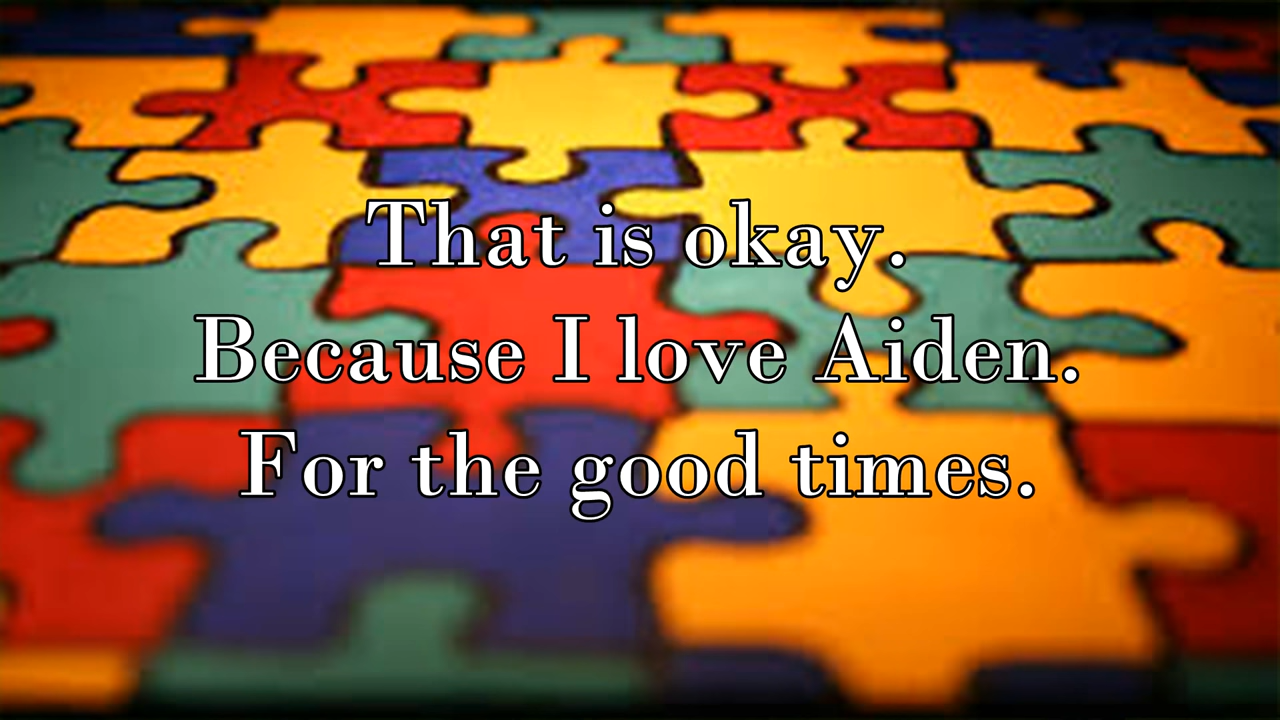 That is okay.
Because I love Aiden.
For the good times.